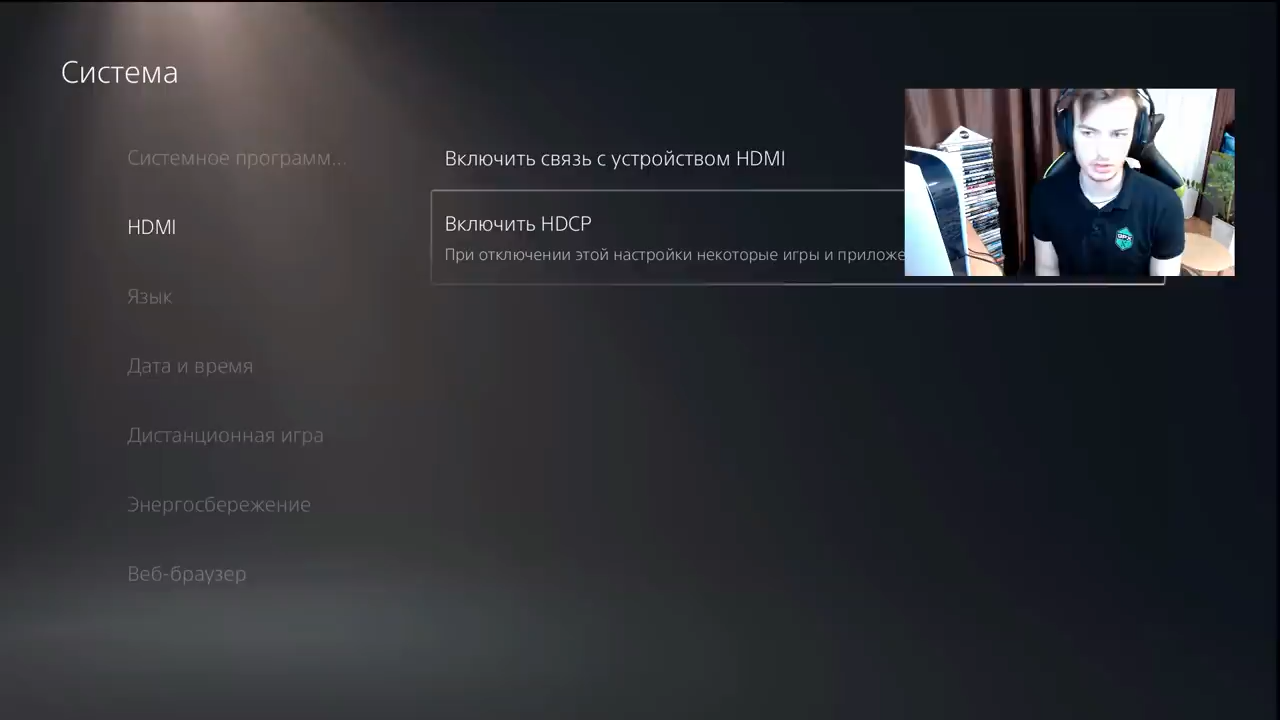 Система
Системное программ...
HDMI
Язык
Дата и время
Дистанционная игра
Энергосбережение
Веб-браузер
Включить связь с устройством HDMI
Включить HDCP
При отключении этой настройки некоторые игры и приложе